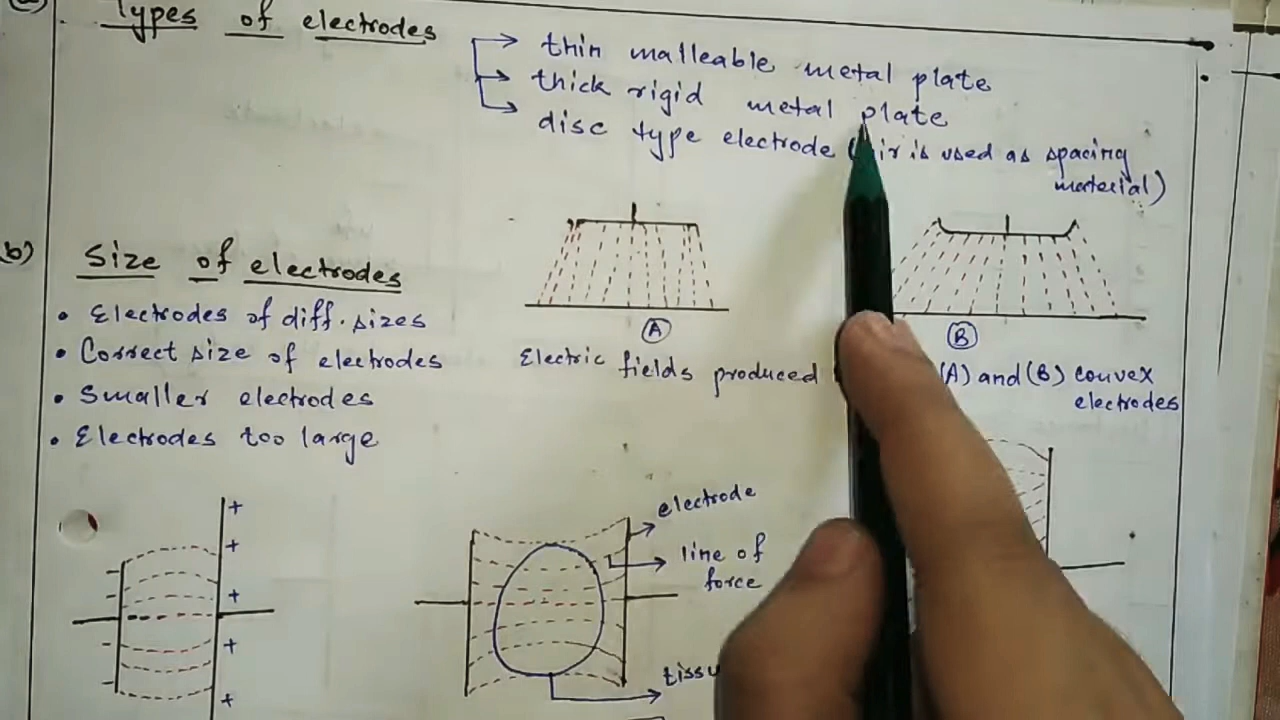 Types of electrodes
thin malleable metal plate
thick rigid metal plate
disc type electrode is used as spacing
material)
b) Size of electrodes
• Electrodes of diff. sizes
• Correct size of electrodes
• Smaller electrodes
• Electrodes too large
A
B
Electric fields produced (A) and (B) convex
electrodes
electrode
line of
force
+
+
+
+
+